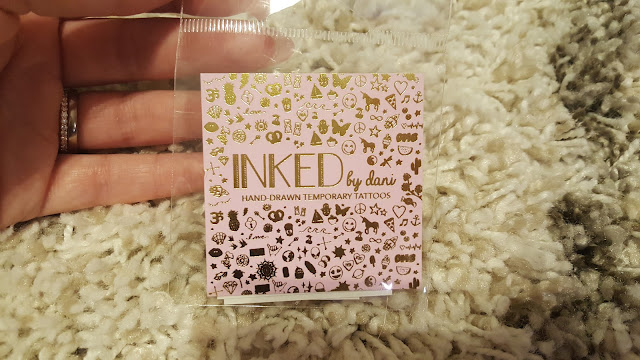 INKED by dani
HAND-DRAWN TEMPORARY TATTOOS